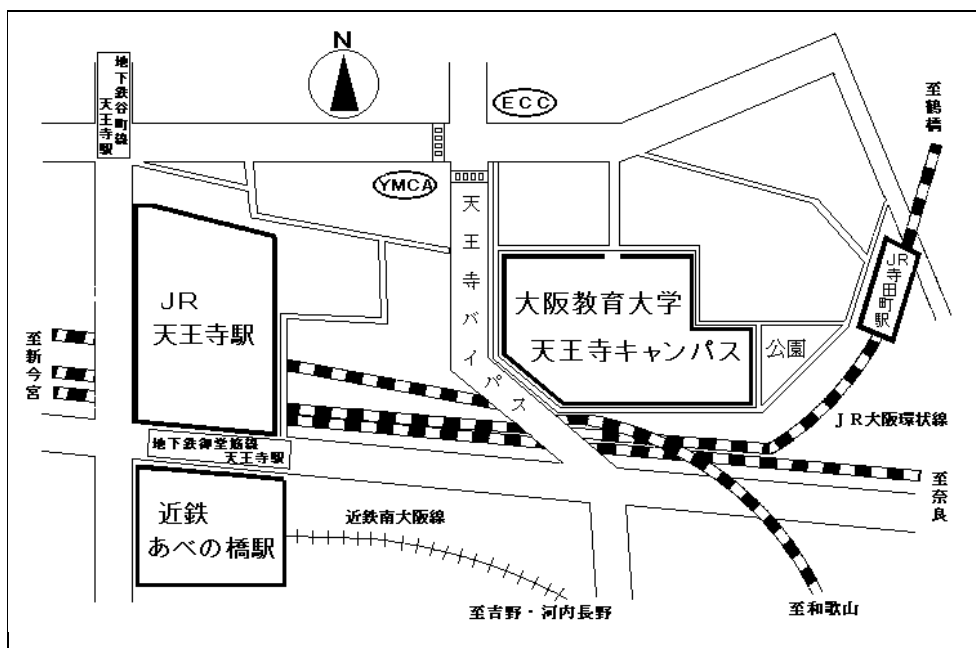 地下鉄谷町線
天王寺駅
N
ECC
至鶴橋
YMCA
天王寺バイパス
JR
天王寺駅
大阪教育大学
天王寺キャンパス
公園
JR寺田町駅
至新今宮
JR大阪環状線
地下鉄御堂筋線
天王寺駅
至奈良
近鉄
あべの橋駅
近鉄南大阪線
至吉野・河内長野
至和歌山